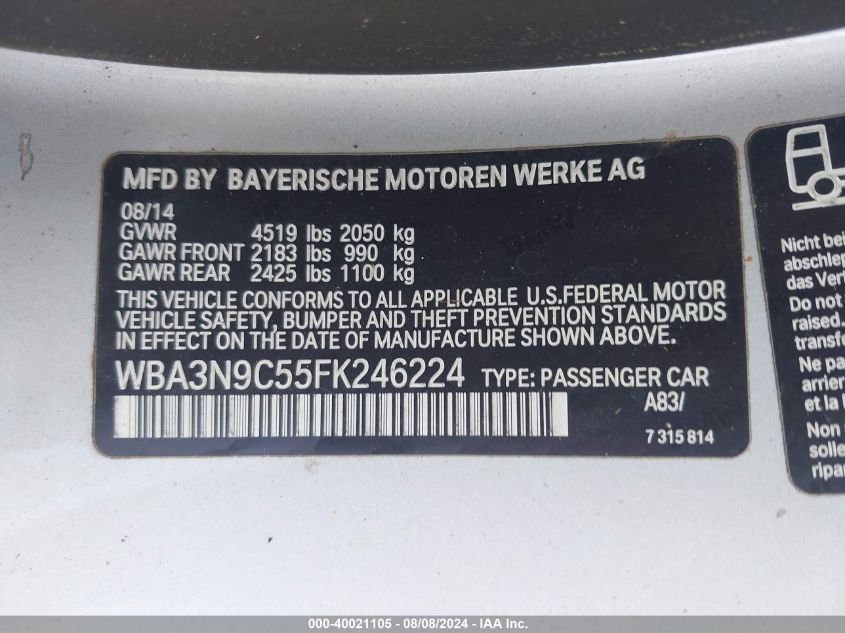 MFD BY BAYERISCHE MOTOREN WERKE AG
08/14
GVWR 4519 lbs 2050 kg
GAWR FRONT 2183 lbs 990 kg
GAWR REAR 2425 lbs 1100 kg
THIS VEHICLE CONFORMS TO ALL APPLICABLE U.S.FEDERAL MOTOR
VEHICLE SAFETY, BUMPER AND THEFT PREVENTION STANDARDS
IN EFFECT ON THE DATE OF MANUFACTURE SHOWN ABOVE.
WBA3N9C55FK246224 TYPE: PASSENGER CAR
A83/
7 315 814
Nicht bei
abschlep
das Vert
Do not
raised.
transfe
Ne pa
arrier
et la
Non
solle
ripar
000-40021105 - 08/08/2024 - IAA Inc.